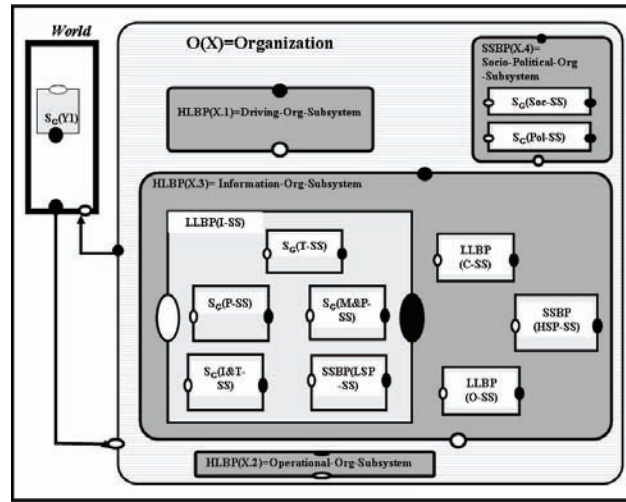 World
S_G(Y1)
O(X)=Organization
SSBP(X.4)=
Socio-Political-Org
-Subsystem
S_G(Soc-SS)
S_G(Pol-SS)
HLBP(X.1)=Driving-Org-Subsystem
HLBP(X.3)= Information-Org-Subsystem
LLBP(I-SS)
S_G(T-SS)
S_G(P-SS)
S_G(M&P-
SS)
S_G(I&T-
SS)
SSBP(LSP
-SS)
LLBP
(C-SS)
SSBP
(HSP-SS)
LLBP
(O-SS)
HLBP(X.2)=Operational-Org-Subsystem